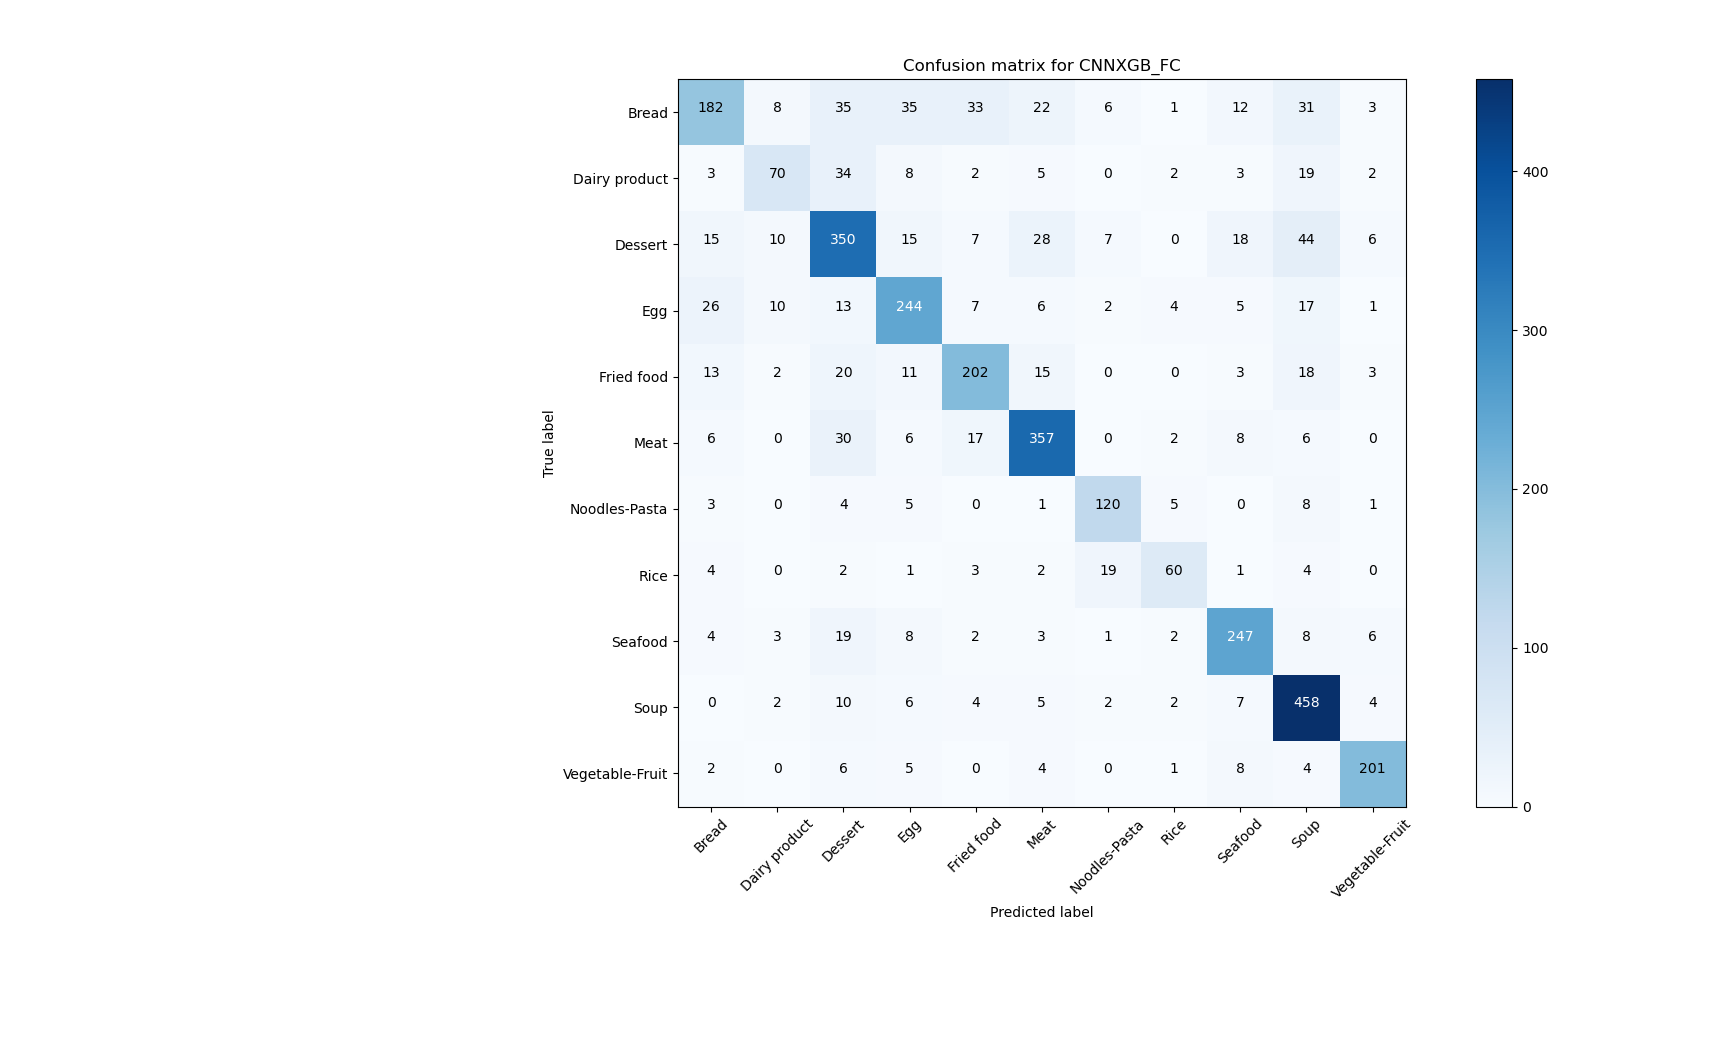 Confusion matrix for CNNXGB_FC
Bread 182 8 35 35 33 22 6 1 12 31 3
Dairy product 3 70 34 8 2 5 0 2 3 19 2
Dessert 15 10 350 15 7 28 7 0 18 44 6
Egg 26 10 13 244 7 6 2 4 5 17 1
Fried food 13 2 20 11 202 15 0 0 3 18 3
Meat 6 0 30 6 17 357 0 2 8 6 0
Noodles-Pasta 3 0 4 5 0 1 120 5 0 8 1
Rice 4 0 2 1 3 2 19 60 1 4 0
Seafood 4 3 19 8 2 3 1 2 247 8 6
Soup 0 2 10 6 4 5 2 2 7 458 4
Vegetable-Fruit 2 0 6 5 0 4 0 1 8 4 201
True label
Bread Dairy product Dessert Egg Fried food Meat Noodles-Pasta Rice Seafood Soup Vegetable-Fruit
Predicted label
400
300
200
100
0